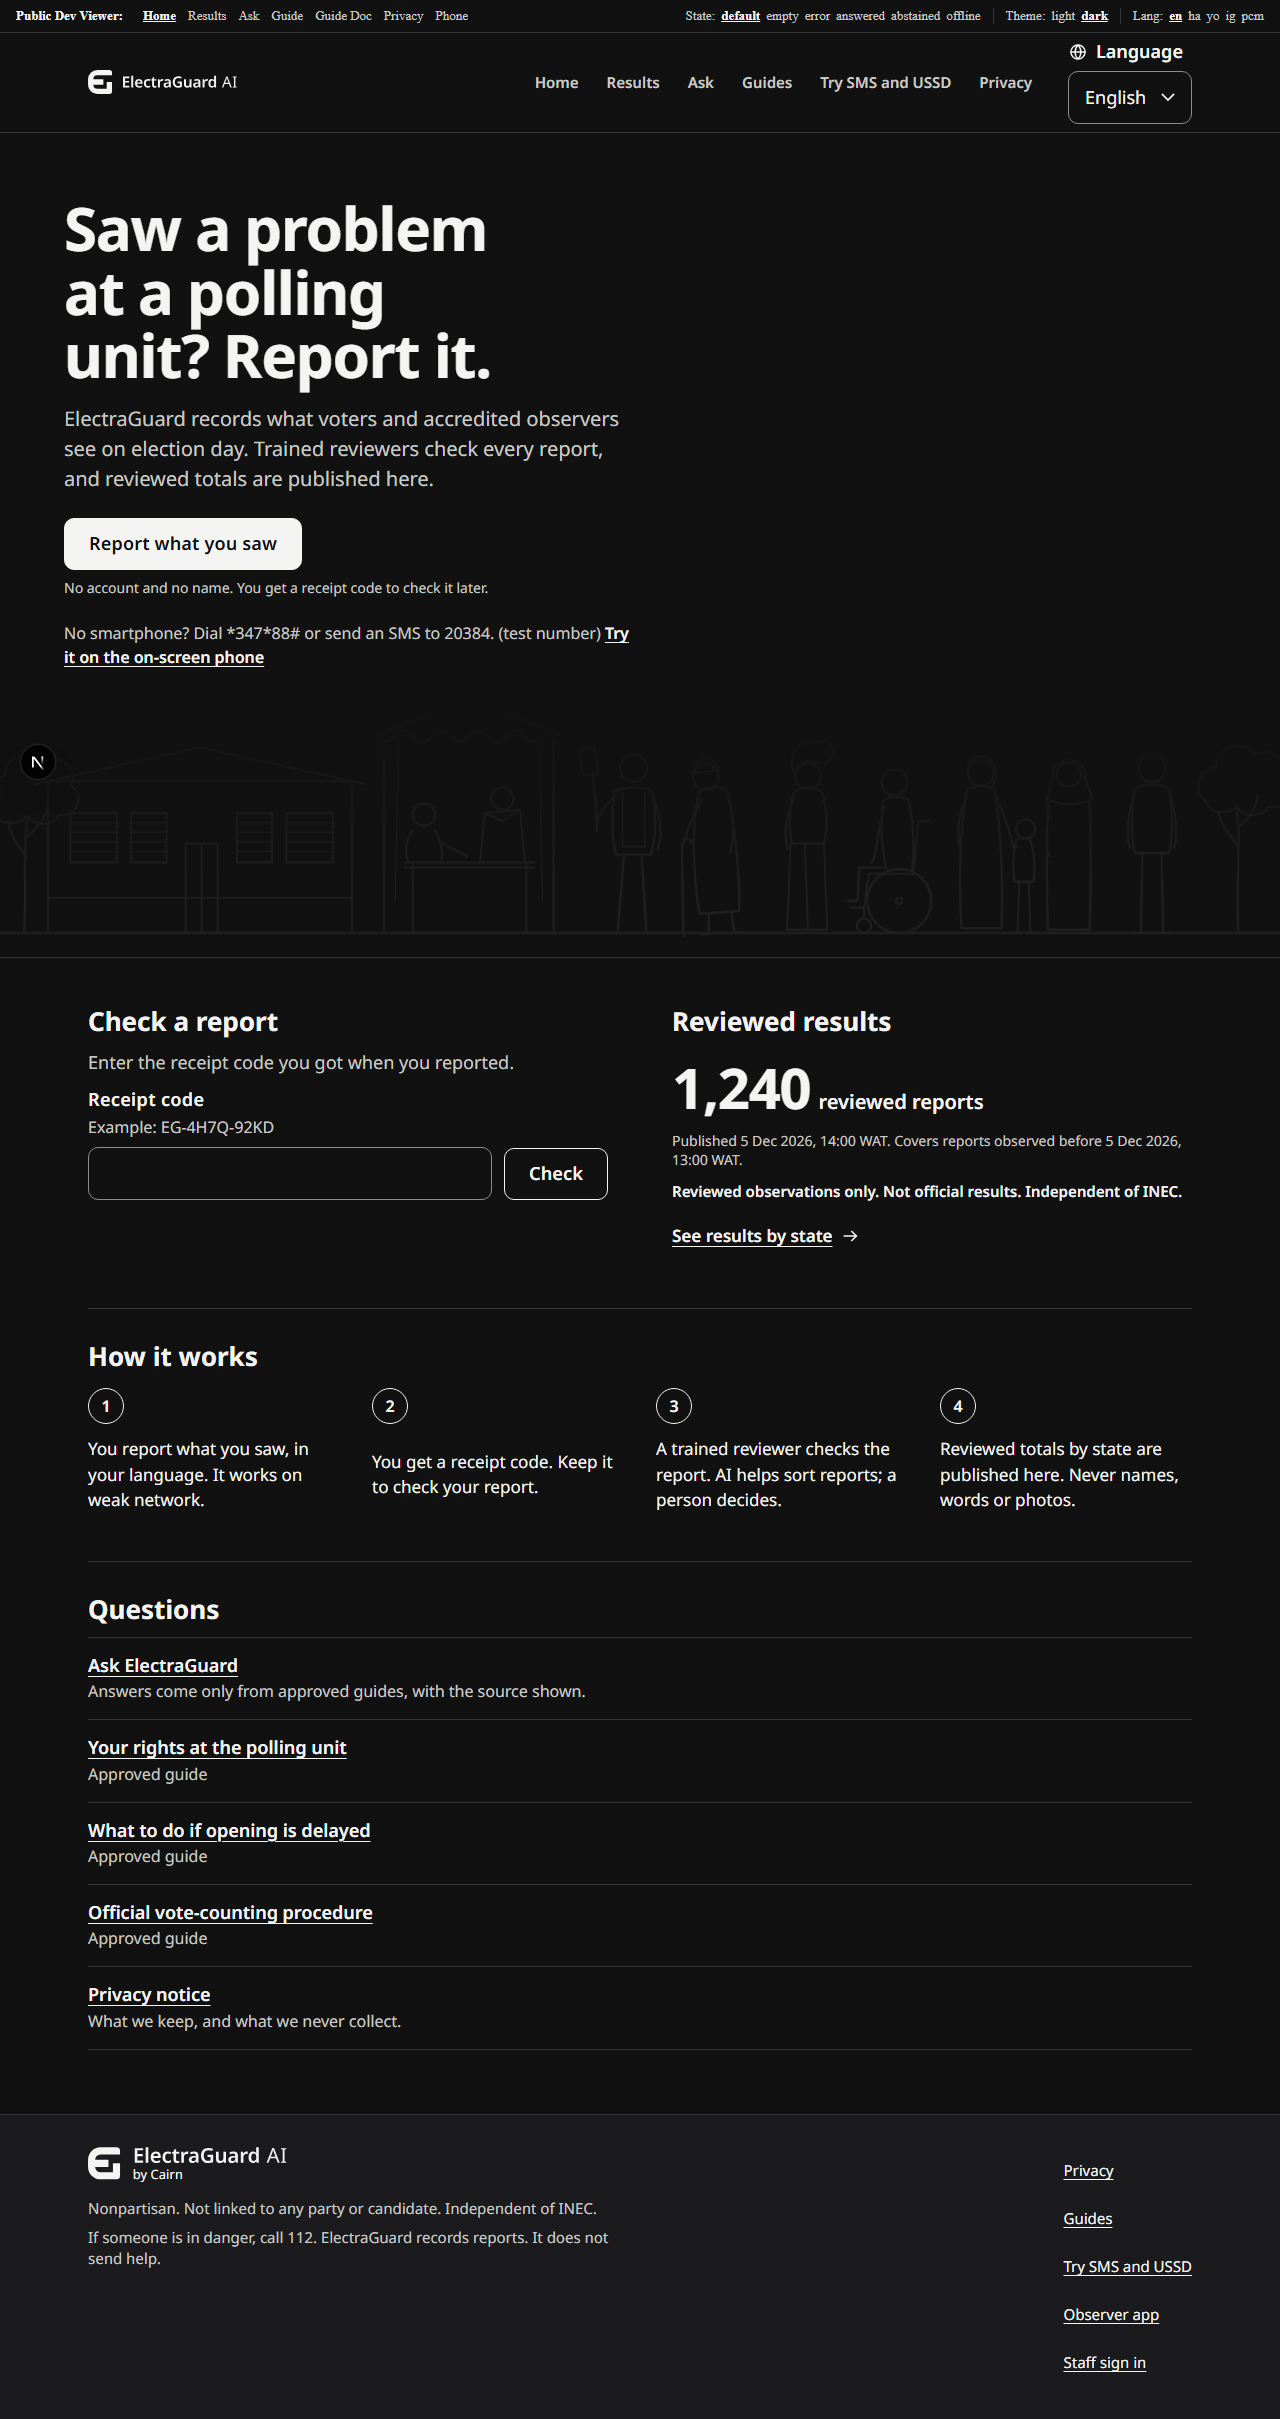 Public Dev Viewer: Home Results Ask Guide Guide Doc Privacy Phone State: default empty error answered abstained offline Theme: light dark Lang: en ha yo ig pcm
Language
ElectraGuard AI
Home Results Ask Guides Try SMS and USSD Privacy
English
Saw a problem
at a polling
unit? Report it.
ElectraGuard records what voters and accredited observers
see on election day. Trained reviewers check every report,
and reviewed totals are published here.
Report what you saw
No account and no name. You get a receipt code to check it later.
No smartphone? Dial *347*88# or send an SMS to 20384. (test number) Try
it on the on-screen phone
N
Check a report
Enter the receipt code you got when you reported.
Receipt code
Example: EG-4H7Q-92KD
Check
Reviewed results
1,240 reviewed reports
Published 5 Dec 2026, 14:00 WAT. Covers reports observed before 5 Dec 2026,
13:00 WAT.
Reviewed observations only. Not official results. Independent of INEC.
See results by state
How it works
1
You report what you saw, in
your language. It works on
weak network.
2
You get a receipt code. Keep it
to check your report.
3
A trained reviewer checks the
report. AI helps sort reports; a
person decides.
4
Reviewed totals by state are
published here. Never names,
words or photos.
Questions
Ask ElectraGuard
Answers come only from approved guides, with the source shown.
Your rights at the polling unit
Approved guide
What to do if opening is delayed
Approved guide
Official vote-counting procedure
Approved guide
Privacy notice
What we keep, and what we never collect.
ElectraGuard AI
by Cairn
Nonpartisan. Not linked to any party or candidate. Independent of INEC.
If someone is in danger, call 112. ElectraGuard records reports. It does not
send help.
Privacy
Guides
Try SMS and USSD
Observer app
Staff sign in